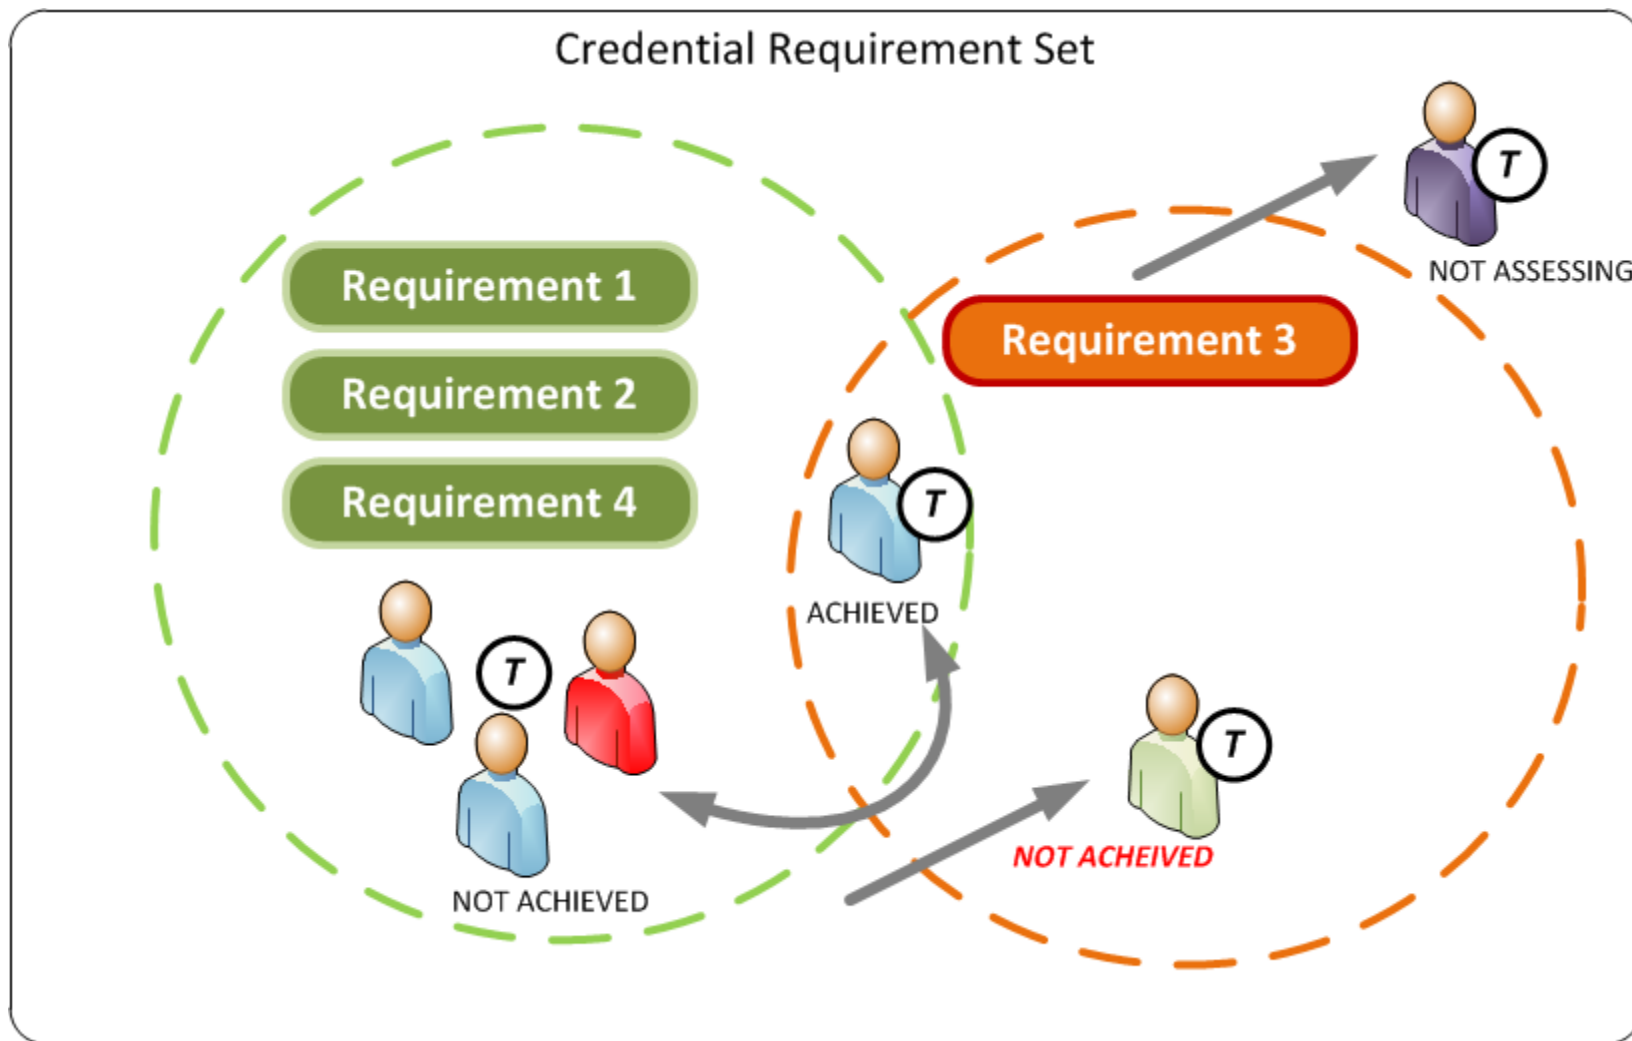 Credential Requirement Set
T
NOT ASSESSING
Requirement 1
Requirement 3
Requirement 2
T
Requirement 4
ACHIEVED
T
T
NOT ACHEIVED
NOT ACHIEVED